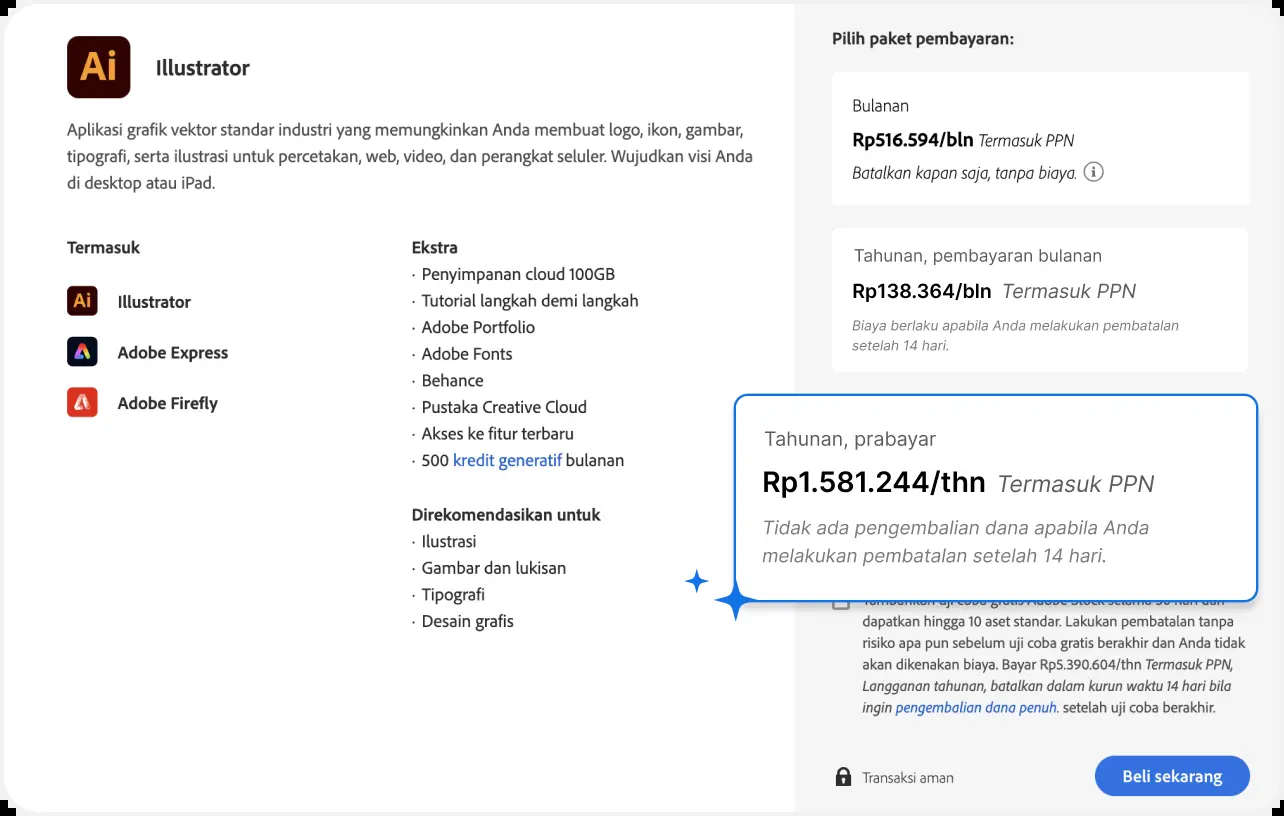 Ai
Illustrator
Aplikasi grafik vektor standar industri yang memungkinkan Anda membuat logo, ikon, gambar,
tipografi, serta ilustrasi untuk percetakan, web, video, dan perangkat seluler. Wujudkan visi Anda
di desktop atau iPad.
Termasuk
Ai Illustrator
Adobe Express
Adobe Firefly
Ekstra
· Penyimpanan cloud 100GB
· Tutorial langkah demi langkah
· Adobe Portfolio
· Adobe Fonts
· Behance
· Pustaka Creative Cloud
· Akses ke fitur terbaru
· 500 kredit generatif bulanan
Direkomendasikan untuk
· Ilustrasi
· Gambar dan lukisan
· Tipografi
· Desain grafis
Pilih paket pembayaran:
Bulanan
Rp516.594/bln Termasuk PPN
Batalkan kapan saja, tanpa biaya.
Tahunan, pembayaran bulanan
Rp138.364/bln Termasuk PPN
Biaya berlaku apabila Anda melakukan pembatalan
setelah 14 hari.
Tahunan, prabayar
Rp1.581.244/thn Termasuk PPN
Tidak ada pengembalian dana apabila Anda
melakukan pembatalan setelah 14 hari.
uji coba gratis Adobe Stock selama 30 hari dan
dapatkan hingga 10 aset standar. Lakukan pembatalan tanpa
risiko apa pun sebelum uji coba gratis berakhir dan Anda tidak
akan dikenakan biaya. Bayar Rp5.390.604/thn Termasuk PPN,
Langganan tahunan, batalkan dalam kurun waktu 14 hari bila
ingin pengembalian dana penuh. setelah uji coba berakhir.
Transaksi aman
Beli sekarang